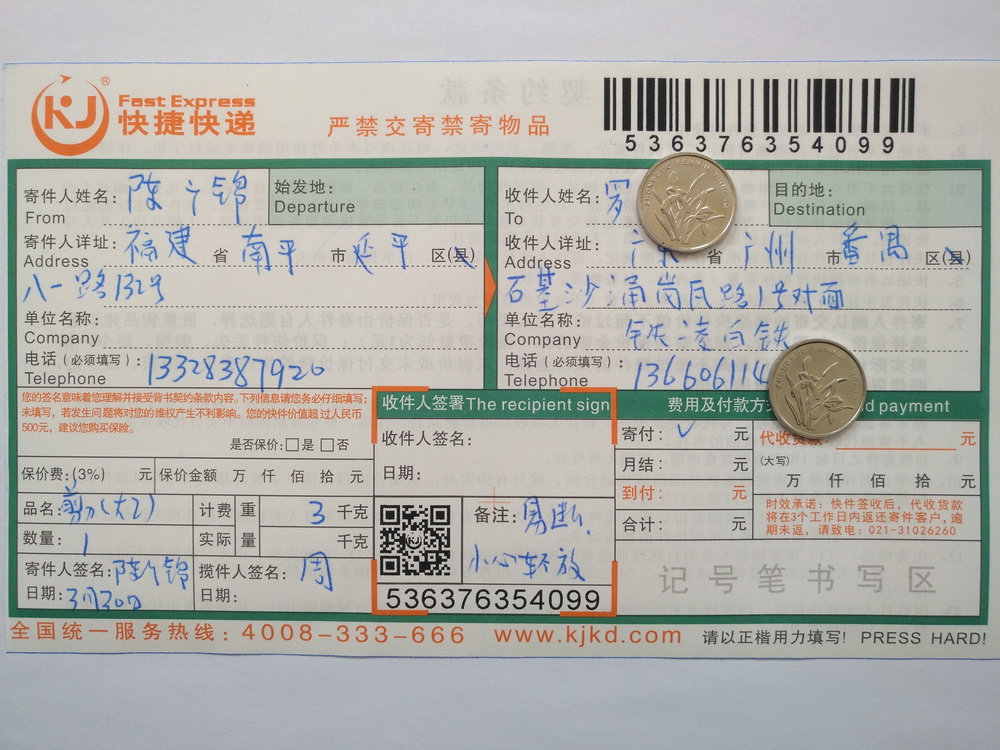 KJ®
Fast Express
快捷快递
严禁交寄禁寄物品
536376354099
寄件人姓名: 陈 锦
From
始发地:
Departure
寄件人详址: 福建 省 南平 市 延平 区(县)
Address
八一路132号
单位名称:
Company
电话(必须填写): 13328387920
Telephone
收件人姓名: 罗
To
目的地:
Destination
收件人详址: 广东 省 广州 市 番禺 区(县)
Address
石基沙涌岗瓦路1号对面
单位名称: 铁 凌白铁
Company
电话(必须填写): 136606114
Telephone
您的签名意味着您理解并接受背书契约条款内容。下列信息请您务必仔细填写;
未填写,若发生问题将对您的维权产生不利影响。您的快件价值超过人民币
500元,建议您购买保险。
是否保价:□是 □否
保价费:(3%) 元 保价金额 万 仟 佰 拾 元
品名: 剪刀(大) 计费 重 3 千克
数量: 1 实际 量 千克
寄件人签名: 陈 锦
日期: 3月30日
揽件人签名: 周
日期:
收件人签署The recipient sign
收件人签名:
日期:
备注: 易断,
小心轻放
536376354099
费用及付款方 d payment
寄付: ✓ 元
月结: 元
到付: 元
合计: 元
代收货款: 元
(大写)
万 仟 佰 拾 元
时效承诺:快件签收后,代收货款
将在3个工作日内返还寄件客户,逾
期未返,请致电:021-31026260
记号笔书写区
全国统一服务热线:4008-333-666 www.kjkd.com 请以正楷用力填写! PRESS HARD!